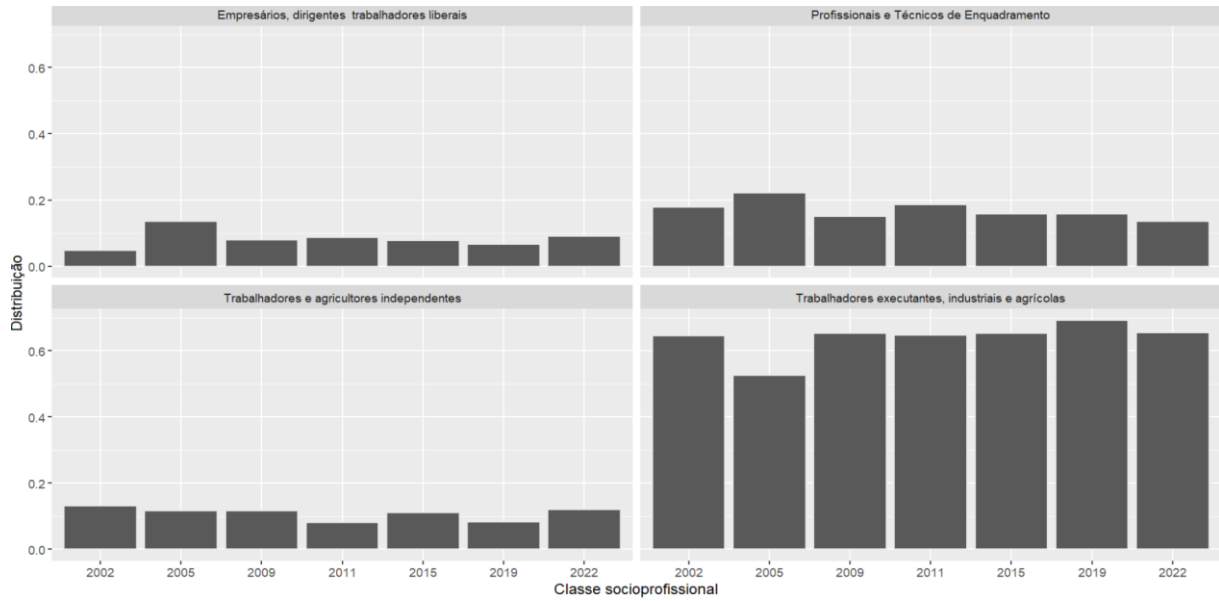 Empresários, dirigentes  trabalhadores liberais
Profissionais e Técnicos de Enquadramento
0.6
0.4
0.2
0.0
Distribuição
Trabalhadores e agricultores independentes
Trabalhadores executantes, industriais e agrícolas
0.6
0.4
0.2
0.0
2002 2005 2009 2011 2015 2019 2022
2002 2005 2009 2011 2015 2019 2022
Classe socioprofissional